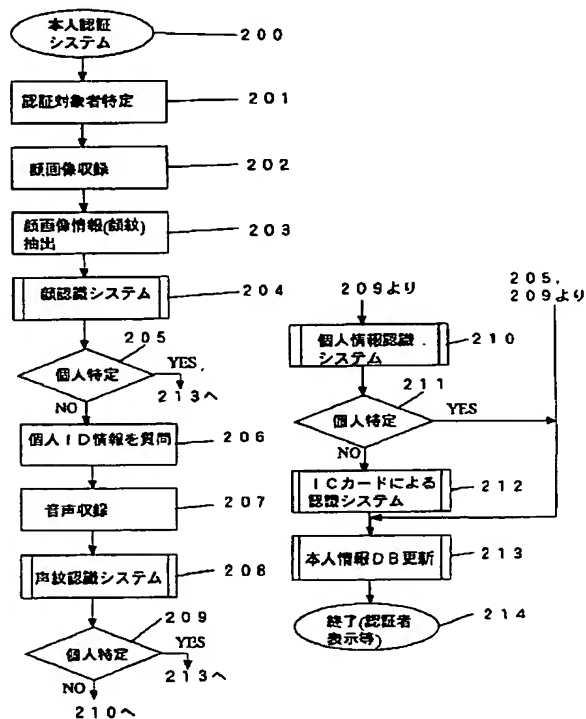 本人認証
システム
200
認証対象者特定
201
顔画像収録
202
顔画像情報(顔紋)
抽出
203
顔認識システム
204
205
個人特定
YES,
213へ
NO
個人ID情報を質問
206
音声収録
207
声紋認識システム
208
209
個人特定
YES
213へ
NO
210へ
209より
205,
209より
個人情報認識
システム
210
211
個人特定
YES
NO
ICカードによる
認証システム
212
本人情報DB更新
213
終了(認証者
表示等)
214